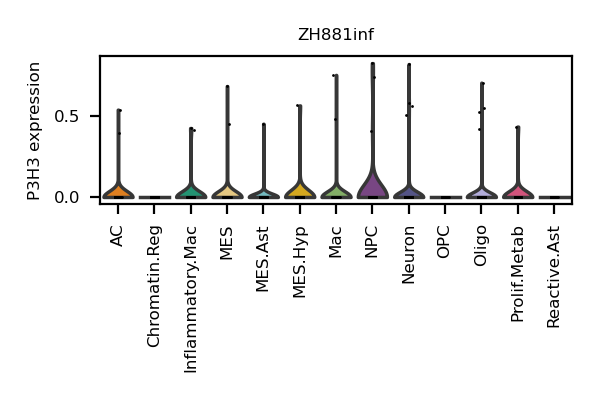 ZH881inf
P3H3 expression
0.5
0.0
AC
Chromatin.Reg
Inflammatory.Mac
MES
MES.Ast
MES.Hyp
Mac
NPC
Neuron
OPC
Oligo
Prolif.Metab
Reactive.Ast